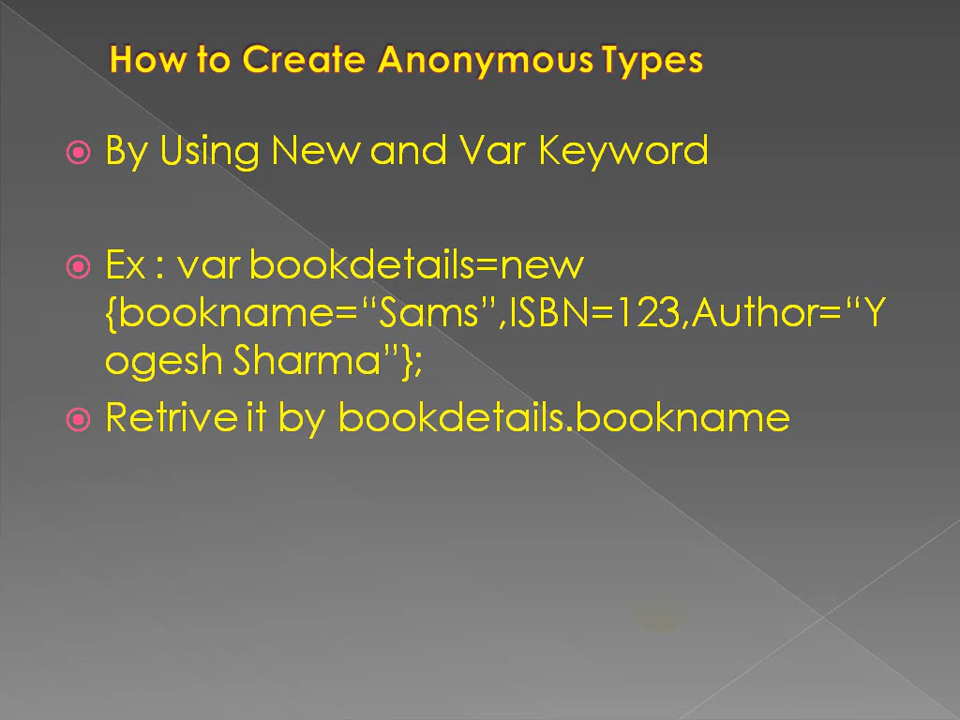 How to Create Anonymous Types
By Using New and Var Keyword
Ex : var bookdetails=new
{bookname=“Sams”,ISBN=123,Author=“Y
ogesh Sharma”};
Retrive it by bookdetails.bookname